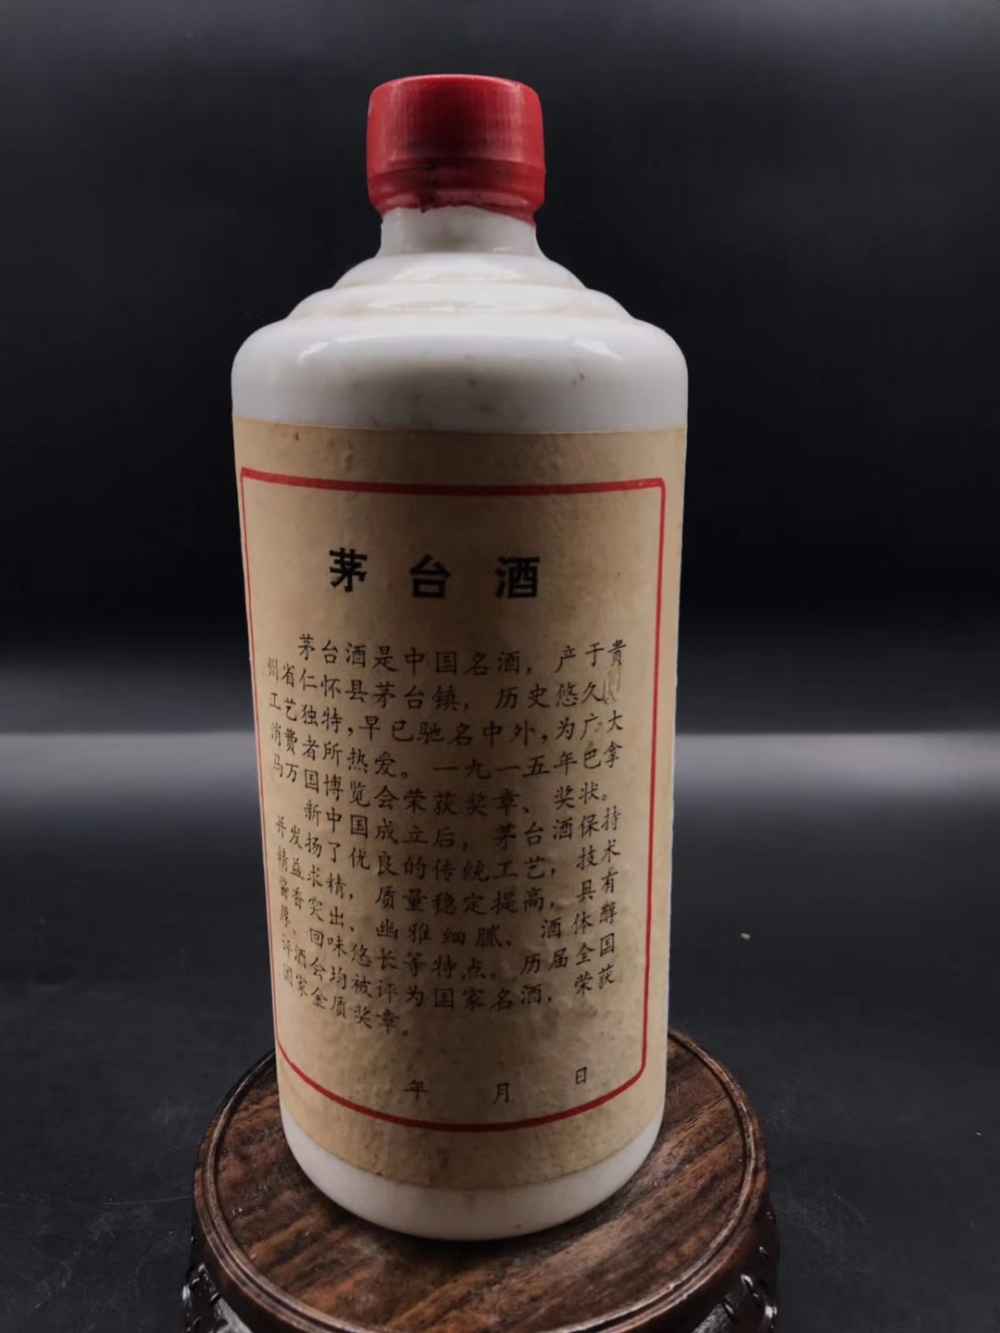 茅台酒
茅台酒是中国名酒，产于贵
州省仁怀县茅台镇，历史悠久，
工艺独特，早已驰名中外，为广大
消费者所热爱。一九一五年巴拿
马万国博览会荣获奖章、奖状。
新中国成立后，茅台酒保持
并发扬了优良的传统工艺，技术
精益求精，质量稳定提高，具有
酱香突出、幽雅细腻、酒体醇
厚、回味悠长等特点。历届全国
评酒会均被评为国家名酒，荣获
国家金质奖章。
年 月 日